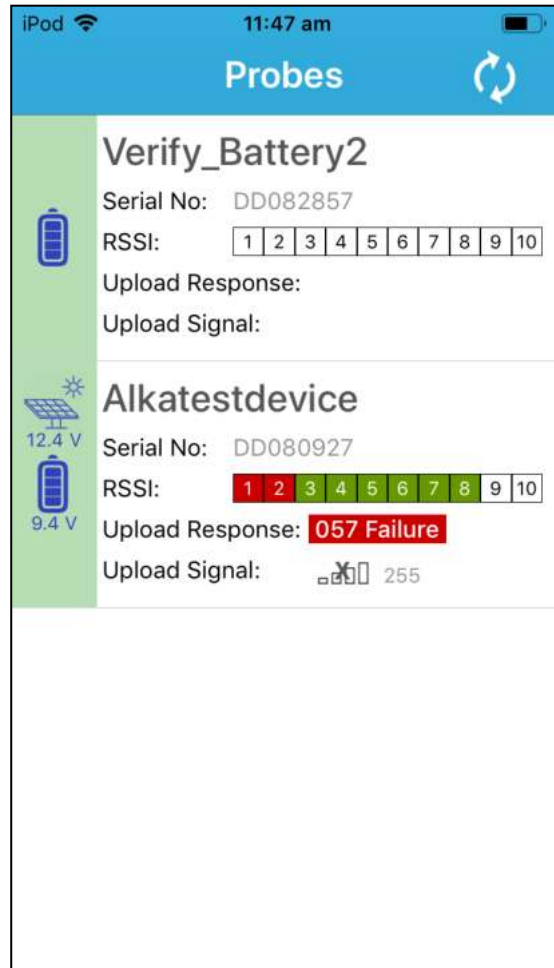 iPod 11:47 am
Probes
Verify_Battery2
Serial No: DD082857
RSSI: 1 2 3 4 5 6 7 8 9 10
Upload Response:
Upload Signal:
Alkatestdevice
12.4 V
Serial No: DD080927
RSSI: 1 2 3 4 5 6 7 8 9 10
9.4 V
Upload Response: 057 Failure
Upload Signal: 255